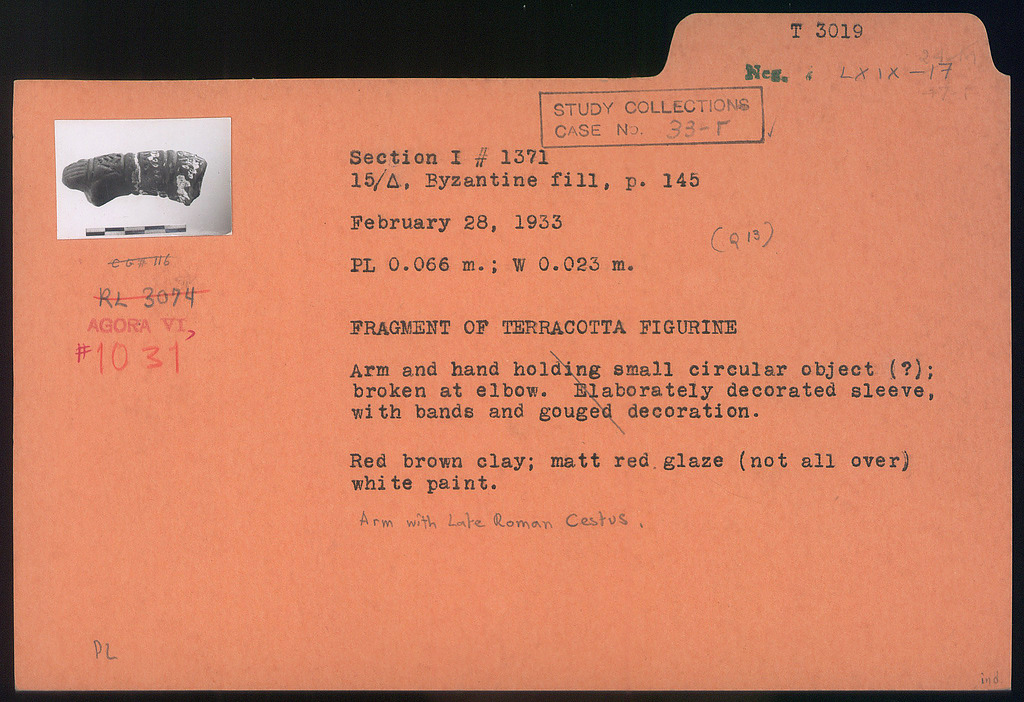 T 3019
Neg. : LXIX-17
STUDY COLLECTIONS
CASE No. 33-Γ
Section I # 1371
15/Δ, Byzantine fill, p. 145
February 28, 1933
(Q 13)
PL 0.066 m.; W 0.023 m.
116
RL 3074
AGORA VI,
#1031
FRAGMENT OF TERRACOTTA FIGURINE
Arm and hand holding small circular object (?);
broken at elbow. Elaborately decorated sleeve,
with bands and gouged decoration.
Red brown clay; matt red glaze (not all over)
white paint.
Arm with Late Roman Cestus.
PL
ind